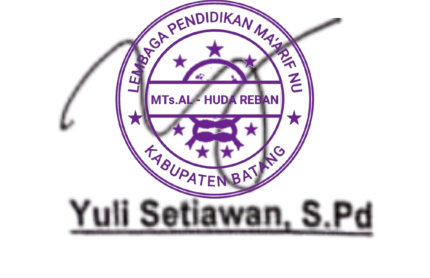 LEMBAGA PENDIDIKAN MA'ARIF NU
MTs.AL - HUDA REBAN
KABUPATEN BATANG
Yuli Setiawan, S.Pd